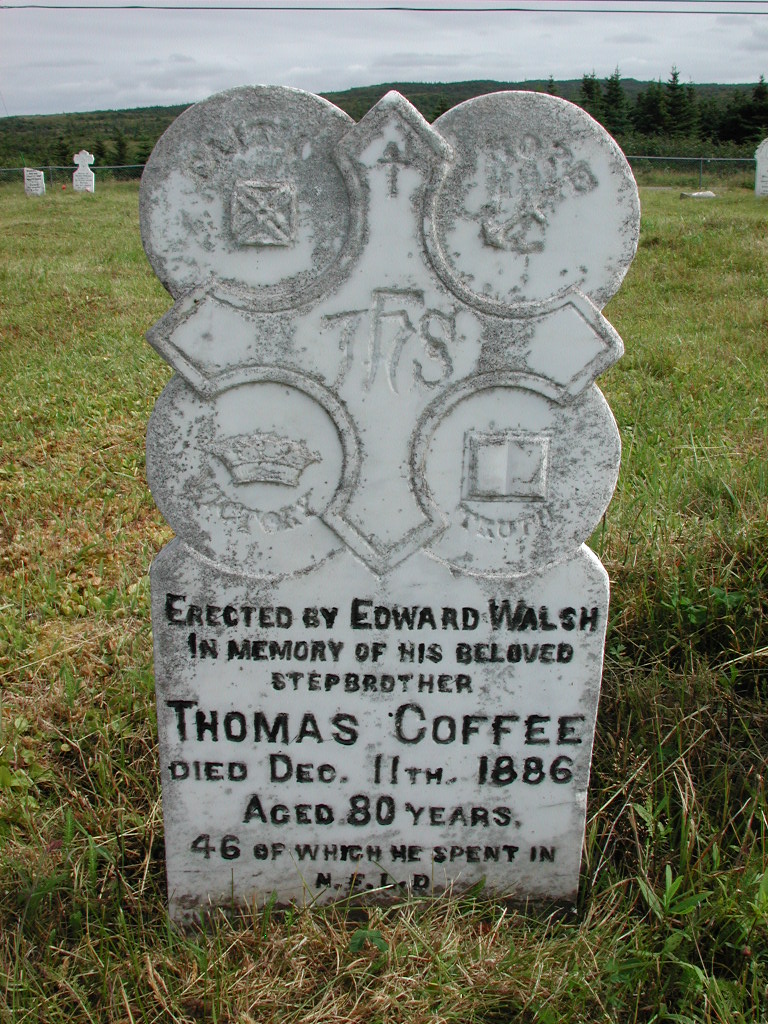 FAITH
IHS
VICTORY
TRUTH
ERECTED BY EDWARD WALSH
IN MEMORY OF HIS BELOVED
STEPBROTHER
THOMAS COFFEE
DIED DEC. 11TH. 1886
AGED 80 YEARS.
46 OF WHICH HE SPENT IN
N.F.L.D